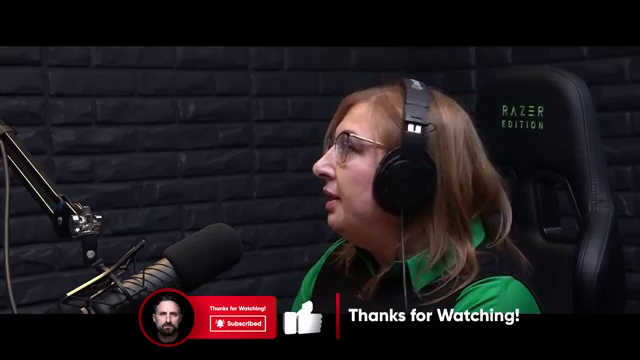 RAZER
EDITION
Thanks for Watching!
Subscribed
Thanks for Watching!